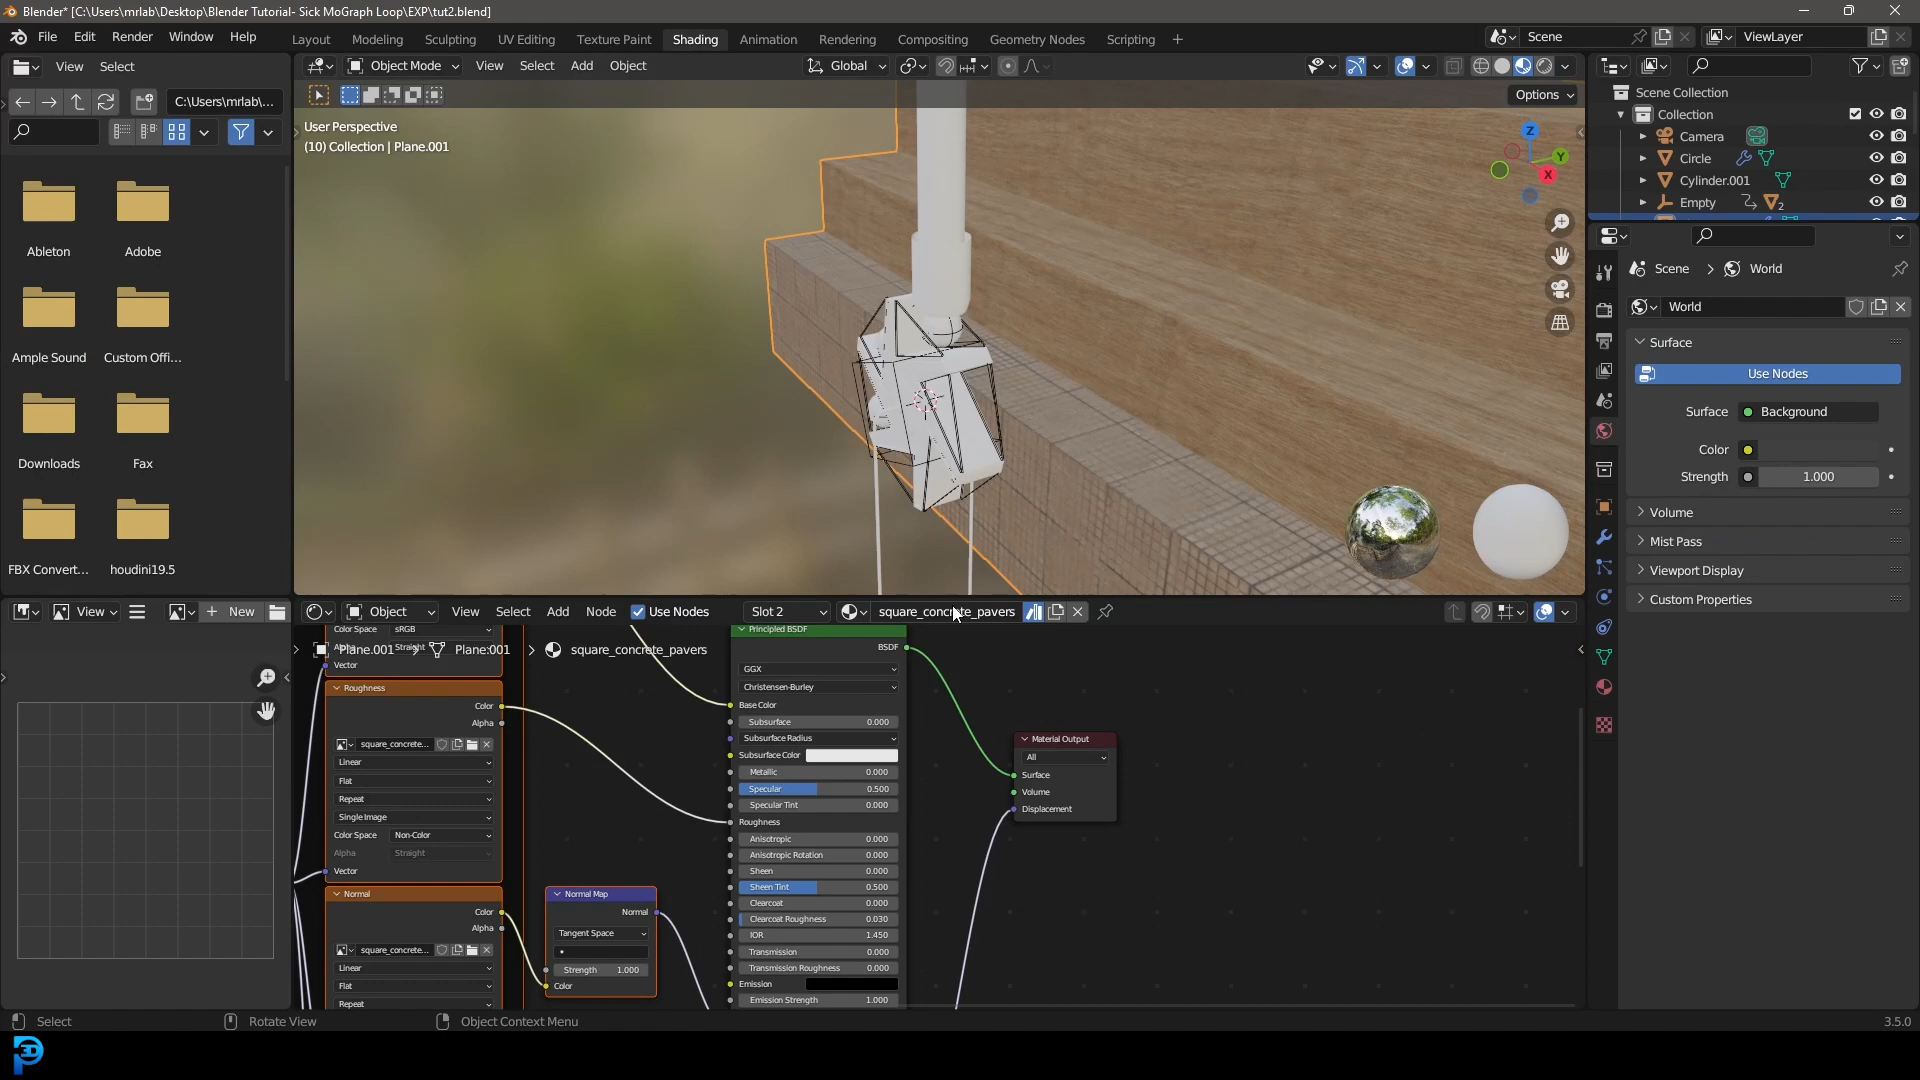 Blender* [C:\Users\mrlab\Desktop\Blender Tutorial- Sick MoGraph Loop\EXP\tut2.blend]
File Edit Render Window Help Layout Modeling Sculpting UV Editing Texture Paint Shading Animation Rendering Compositing Geometry Nodes Scripting + Scene ViewLayer
View Select Object Mode View Select Add Object Global
C:\Users\mrlab\... Options
User Perspective
(10) Collection | Plane.001
Z
Y
X
Ableton Adobe
Ample Sound Custom Offi...
Downloads Fax
FBX Convert... houdini19.5
Scene Collection
Collection
Camera
Circle
Cylinder.001
Empty 2
Scene > World
World
Surface
Use Nodes
Surface Background
Color
Strength 1.000
Volume
Mist Pass
Viewport Display
Custom Properties
View + New Object View Select Add Node Use Nodes Slot 2 square_concrete_pavers
Plane.001 > Plane.001 > square_concrete_pavers
Color Space sRGB
Alpha Straight
Vector
Roughness
Color
Alpha
square_concrete...
Linear
Flat
Repeat
Single Image
Color Space Non-Color
Alpha Straight
Vector
Normal
Color
Alpha
square_concrete...
Linear
Flat
Repeat
Normal Map
Normal
Tangent Space
Strength 1.000
Color
Principled BSDF
BSDF
GGX
Christensen-Burley
Base Color
Subsurface 0.000
Subsurface Radius
Subsurface Color
Metallic 0.000
Specular 0.500
Specular Tint 0.000
Roughness
Anisotropic 0.000
Anisotropic Rotation 0.000
Sheen 0.000
Sheen Tint 0.500
Clearcoat 0.000
Clearcoat Roughness 0.030
IOR 1.450
Transmission 0.000
Transmission Roughness 0.000
Emission
Emission Strength 1.000
Material Output
All
Surface
Volume
Displacement
Select Rotate View Object Context Menu 3.5.0